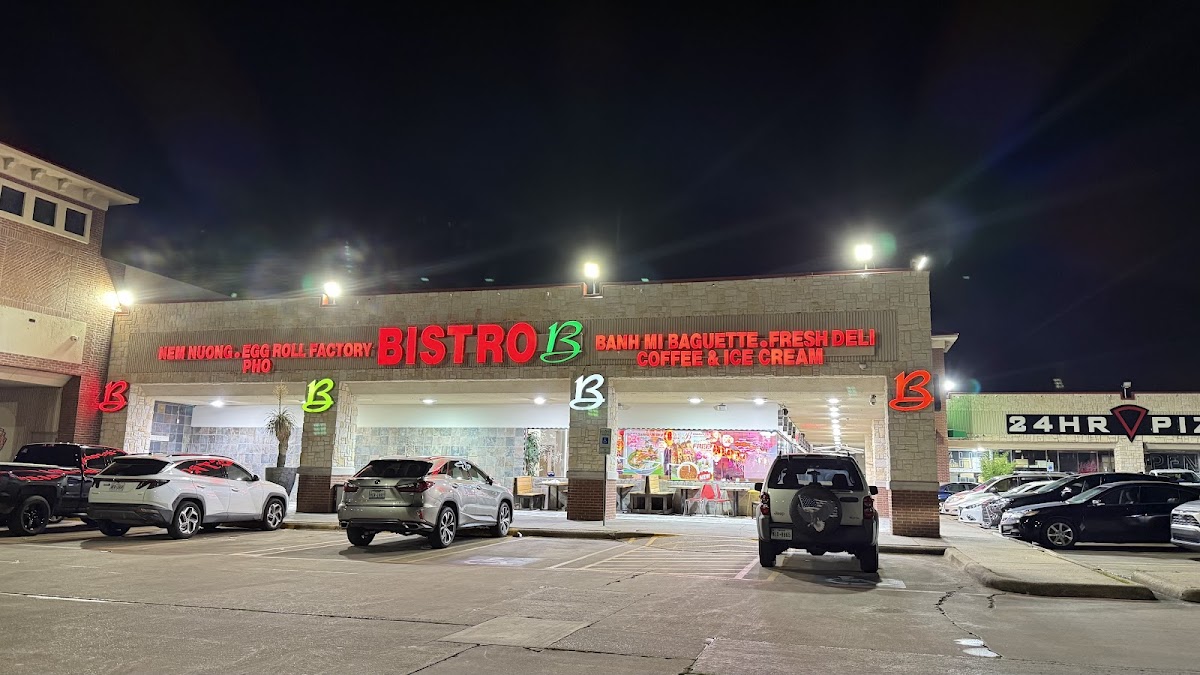 NEM NUONG • EGG ROLL FACTORY
PHO
BISTRO B
BANH MI BAGUETTE • FRESH DELI
COFFEE & ICE CREAM
B
B
B
B
24HR PIZ